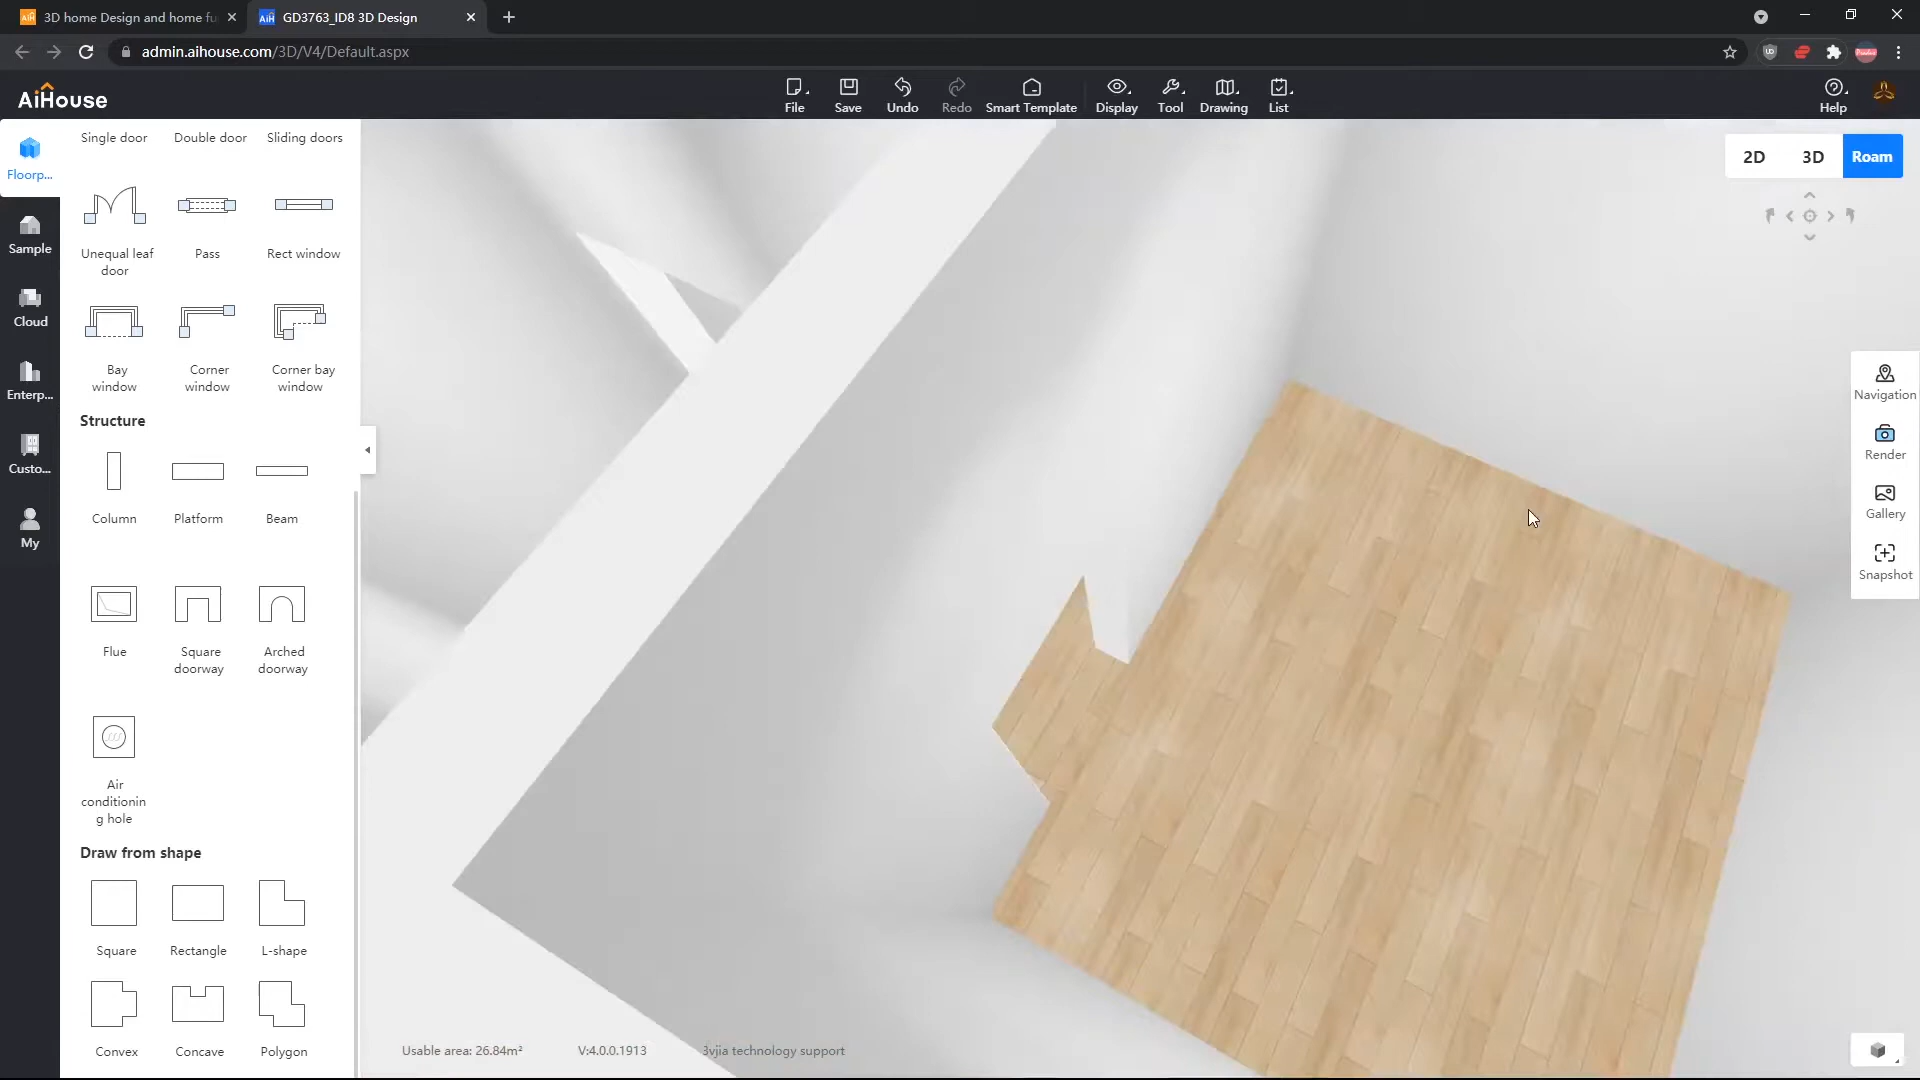 3D home Design and home fu
GD3763_ID8 3D Design
admin.aihouse.com/3D/V4/Default.aspx
AiHouse
File
Save
Undo
Redo
Smart Template
Display
Tool
Drawing
List
Help
Floorp...
Sample
Cloud
Enterp...
Custo...
My
Single door
Double door
Sliding doors
Unequal leaf
door
Pass
Rect window
Bay
window
Corner
window
Corner bay
window
Structure
Column
Platform
Beam
Flue
Square
doorway
Arched
doorway
Air
conditionin
g hole
Draw from shape
Square
Rectangle
L-shape
Convex
Concave
Polygon
2D
3D
Roam
Navigation
Render
Gallery
Snapshot
Usable area: 26.84m²
V:4.0.0.1913
3vjia technology support